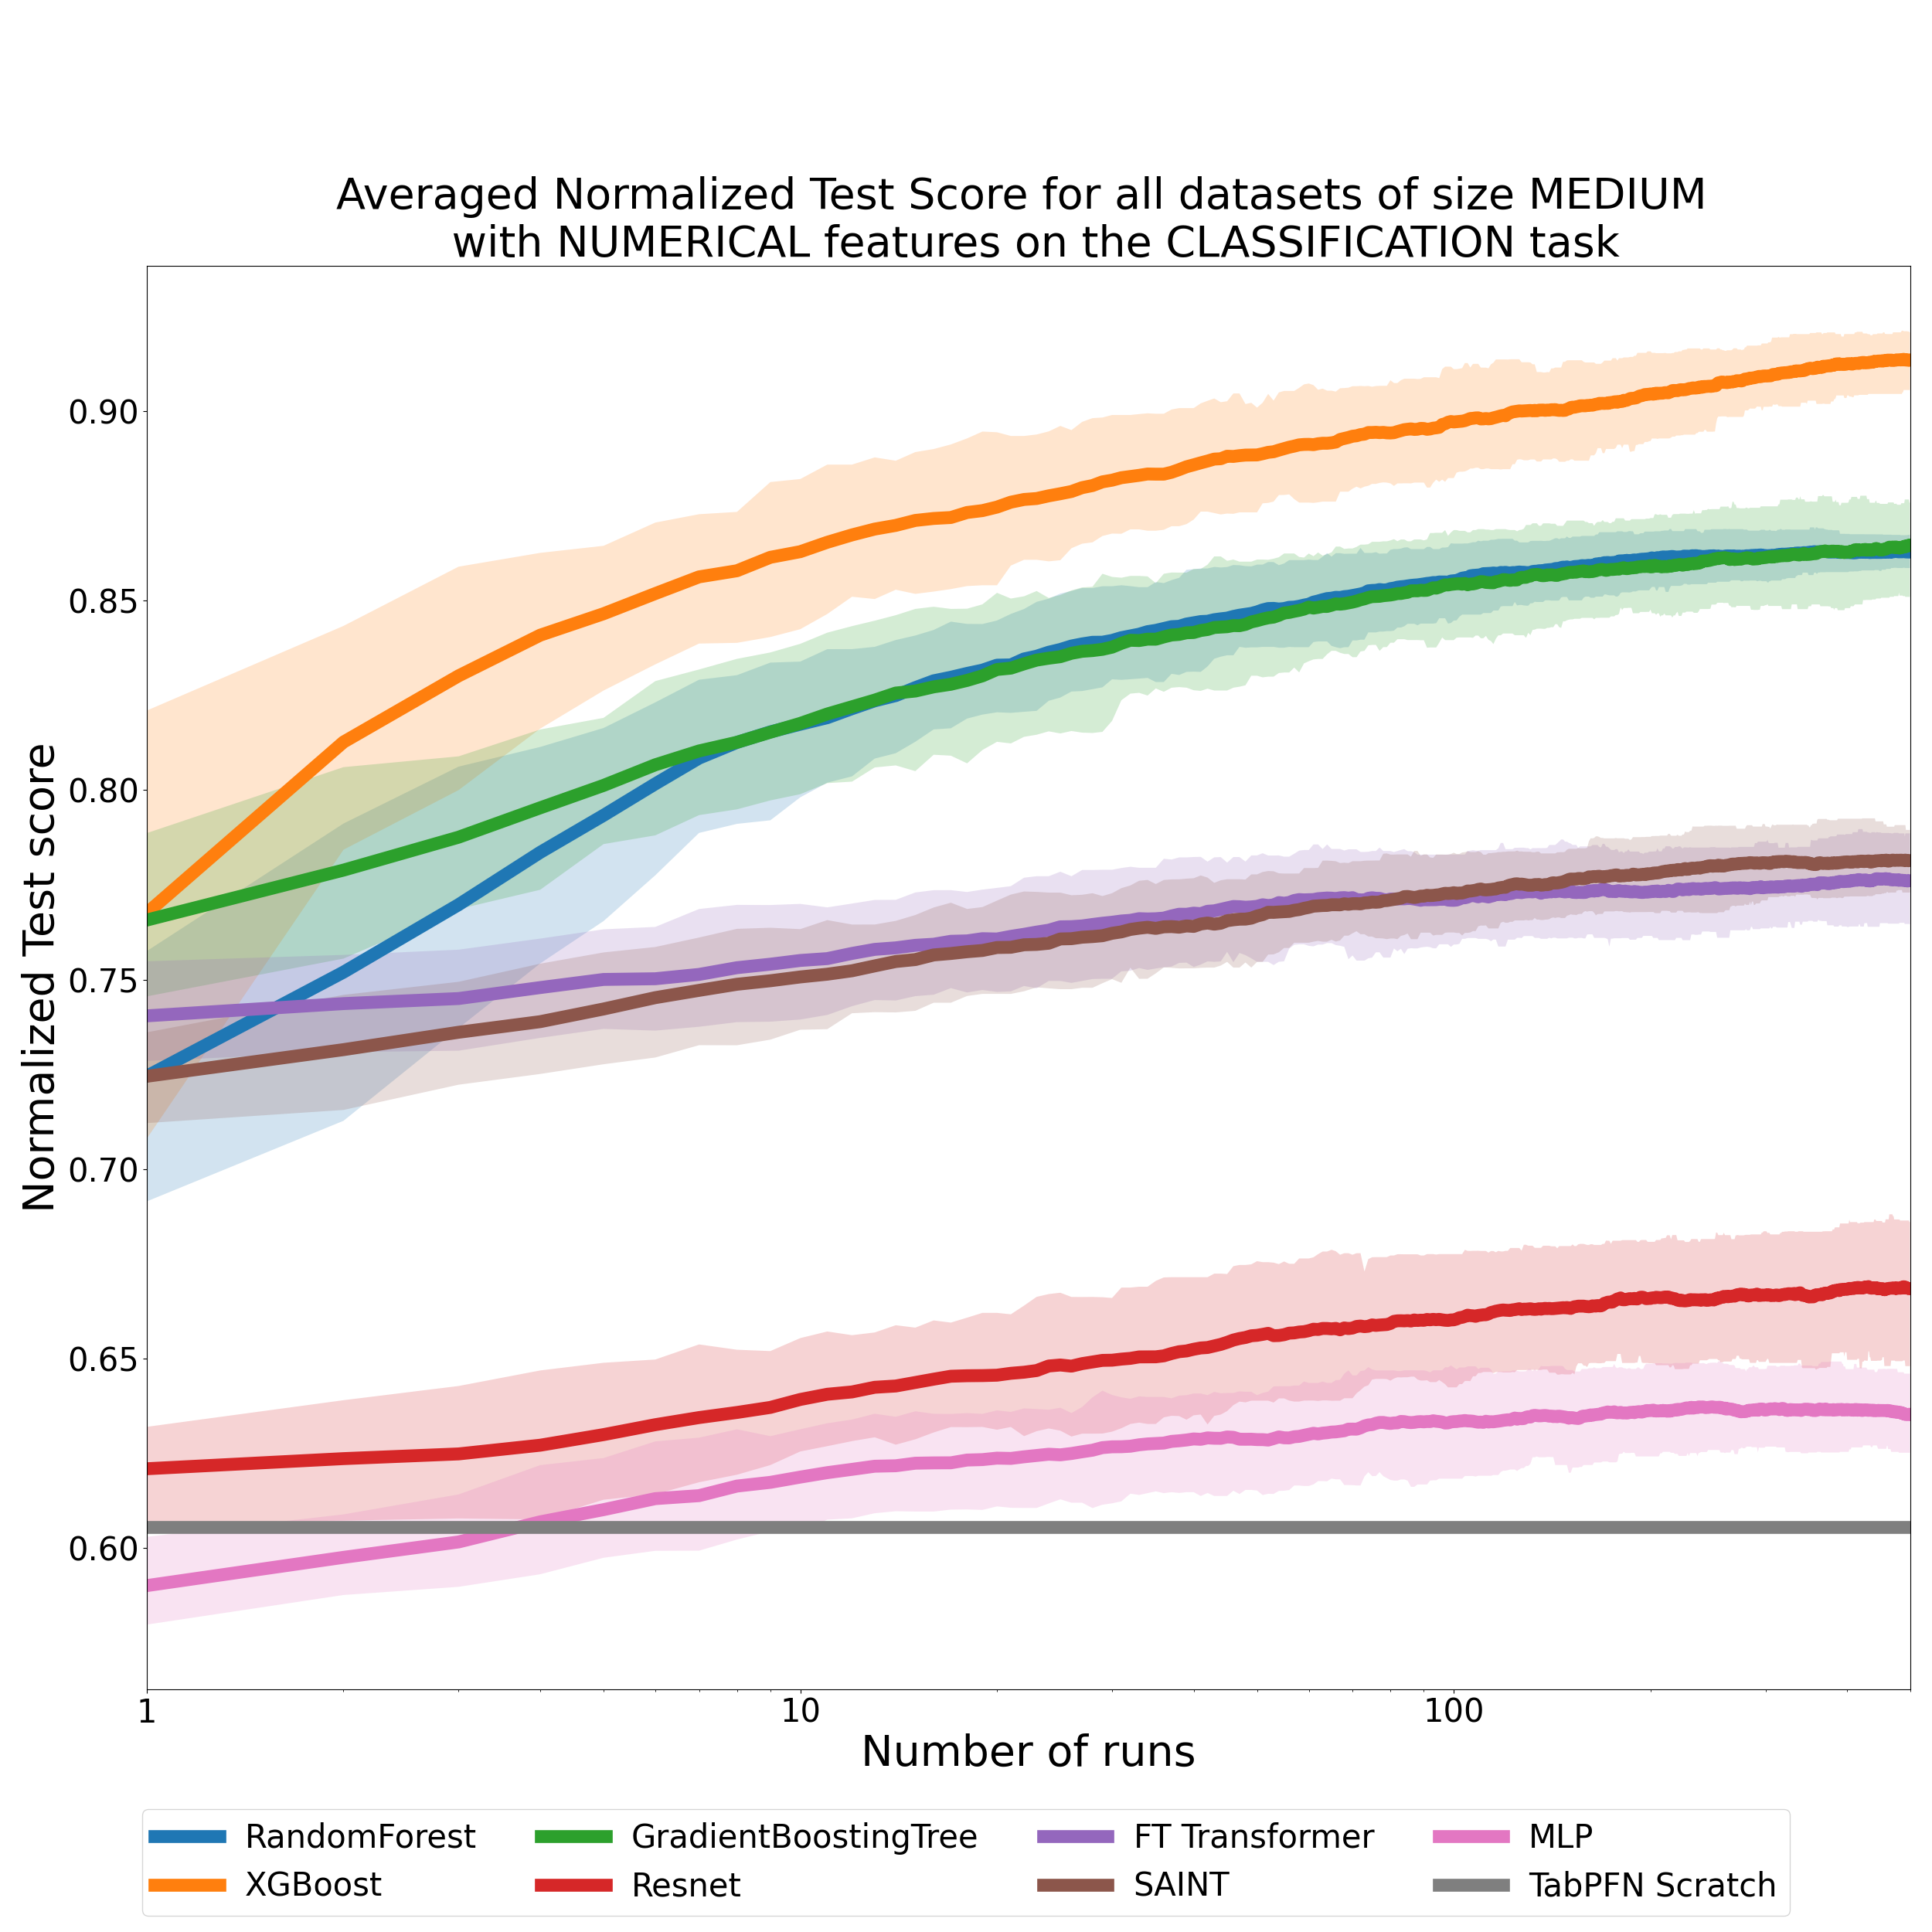 Averaged Normalized Test Score for all datasets of size MEDIUM
with NUMERICAL features on the CLASSIFICATION task
Normalized Test score
0.90
0.85
0.80
0.75
0.70
0.65
0.60
1 10 100
Number of runs
RandomForest GradientBoostingTree FT Transformer MLP
XGBoost Resnet SAINT TabPFN Scratch